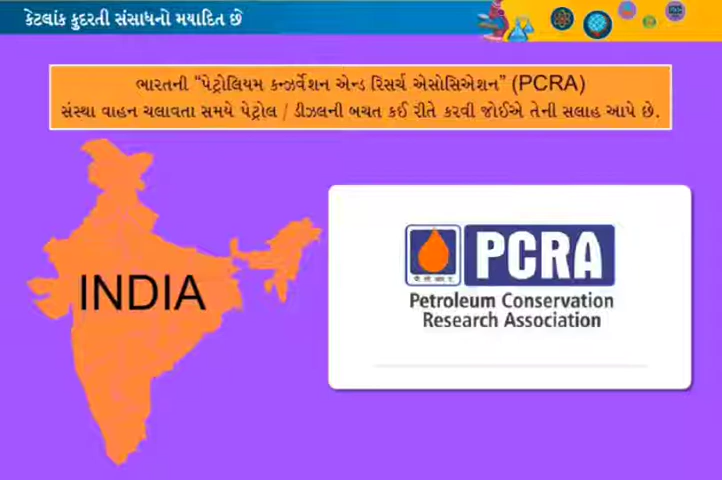 કેટલાંક કુદરતી સંસાધનો મર્યાદિત છે
ભારતની “પેટ્રોલિયમ કન્ઝર્વેશન એન્ડ રિસર્ચ એસોસિએશન” (PCRA)
સંસ્થા વાહન ચલાવતા સમયે પેટ્રોલ / ડીઝલની બચત કઈ રીતે કરવી જોઈએ તેની સલાહ આપે છે.
INDIA
PCRA
Petroleum Conservation
Research Association